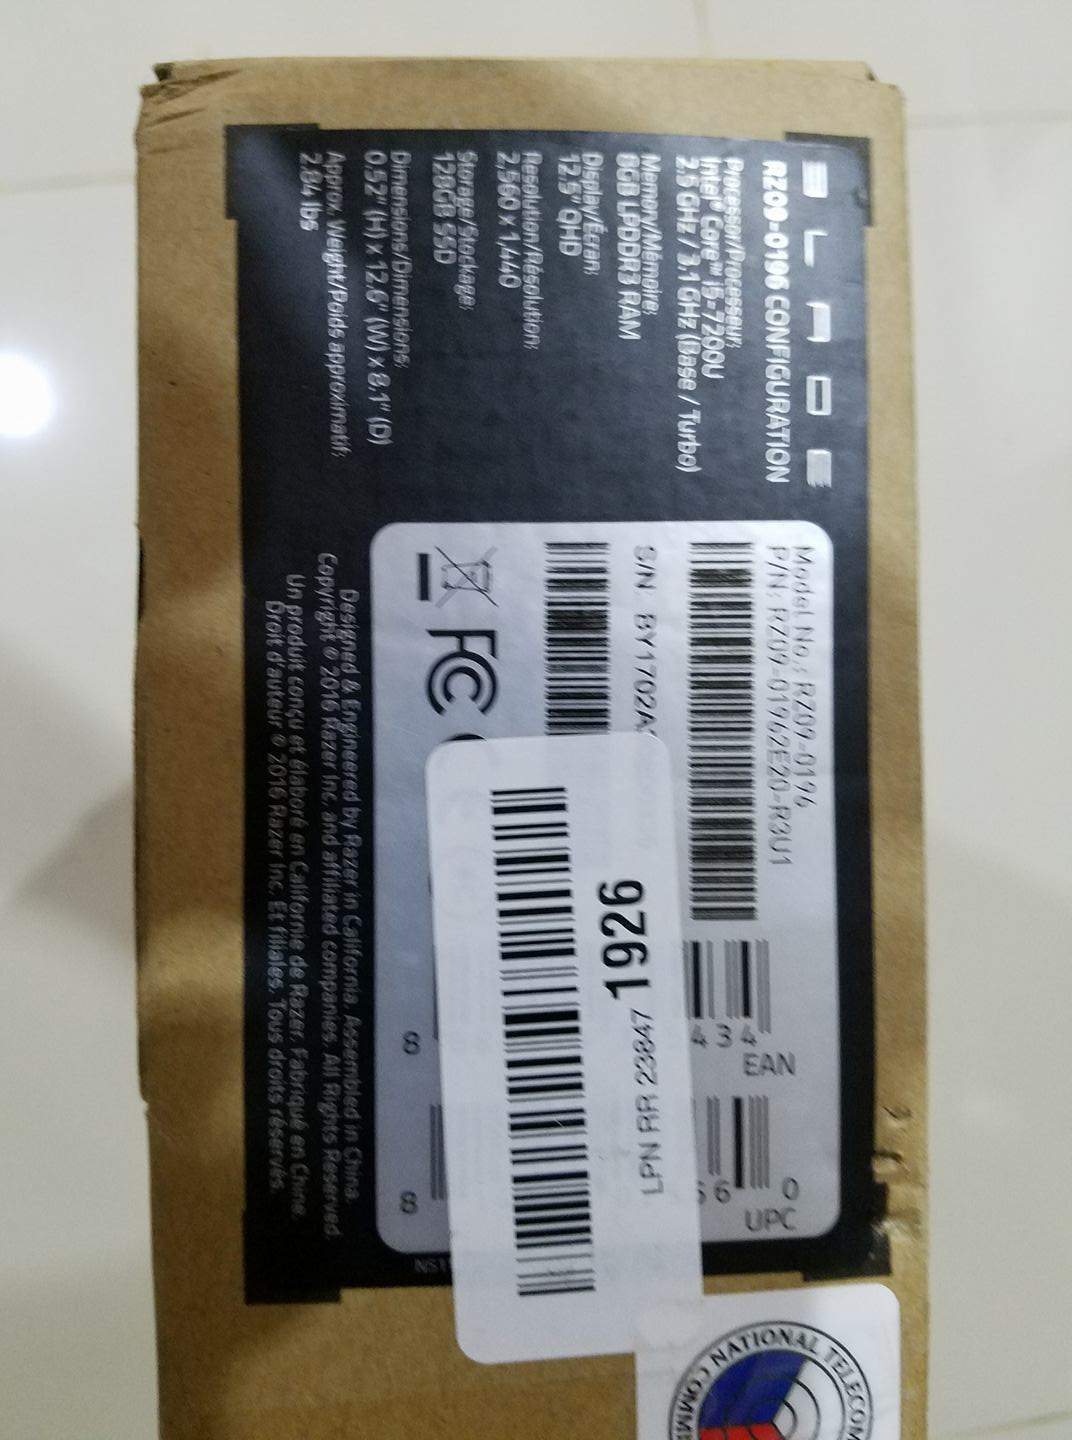 BLADE
RZ09-0196 CONFIGURATION
Processor/Processeur:
Intel® Core™ i5-7200U
2.5 GHz / 3.1 GHz (Base / Turbo)
Memory/Mémoire:
8GB LPDDR3 RAM
Display/Écran:
12.5" QHD
Resolution/Résolution:
2,560 x 1,440
Storage/Stockage:
128GB SSD
Dimensions/Dimensions:
0.52" (H) x 12.6" (W) x 8.1" (D)
Approx. Weight/Poids approximatif:
2.84 lbs
Model No.: RZ09-0196
P/N: RZ09-01962E20-R3U1
S/N BY1702A
FC
434
EAN
8
66 0
UPC
8
LPN RR 23847 1926
Designed & Engineered by Razer in California. Assembled in China.
Copyright © 2016 Razer Inc. and affiliated companies. All Rights Reserved.
Un produit conçu et élaboré en Californie de Razer. Fabriqué en Chine.
Droit d'auteur © 2016 Razer Inc. Et filiales. Tous droits réservés.
NATIONAL TELECOM
COMM